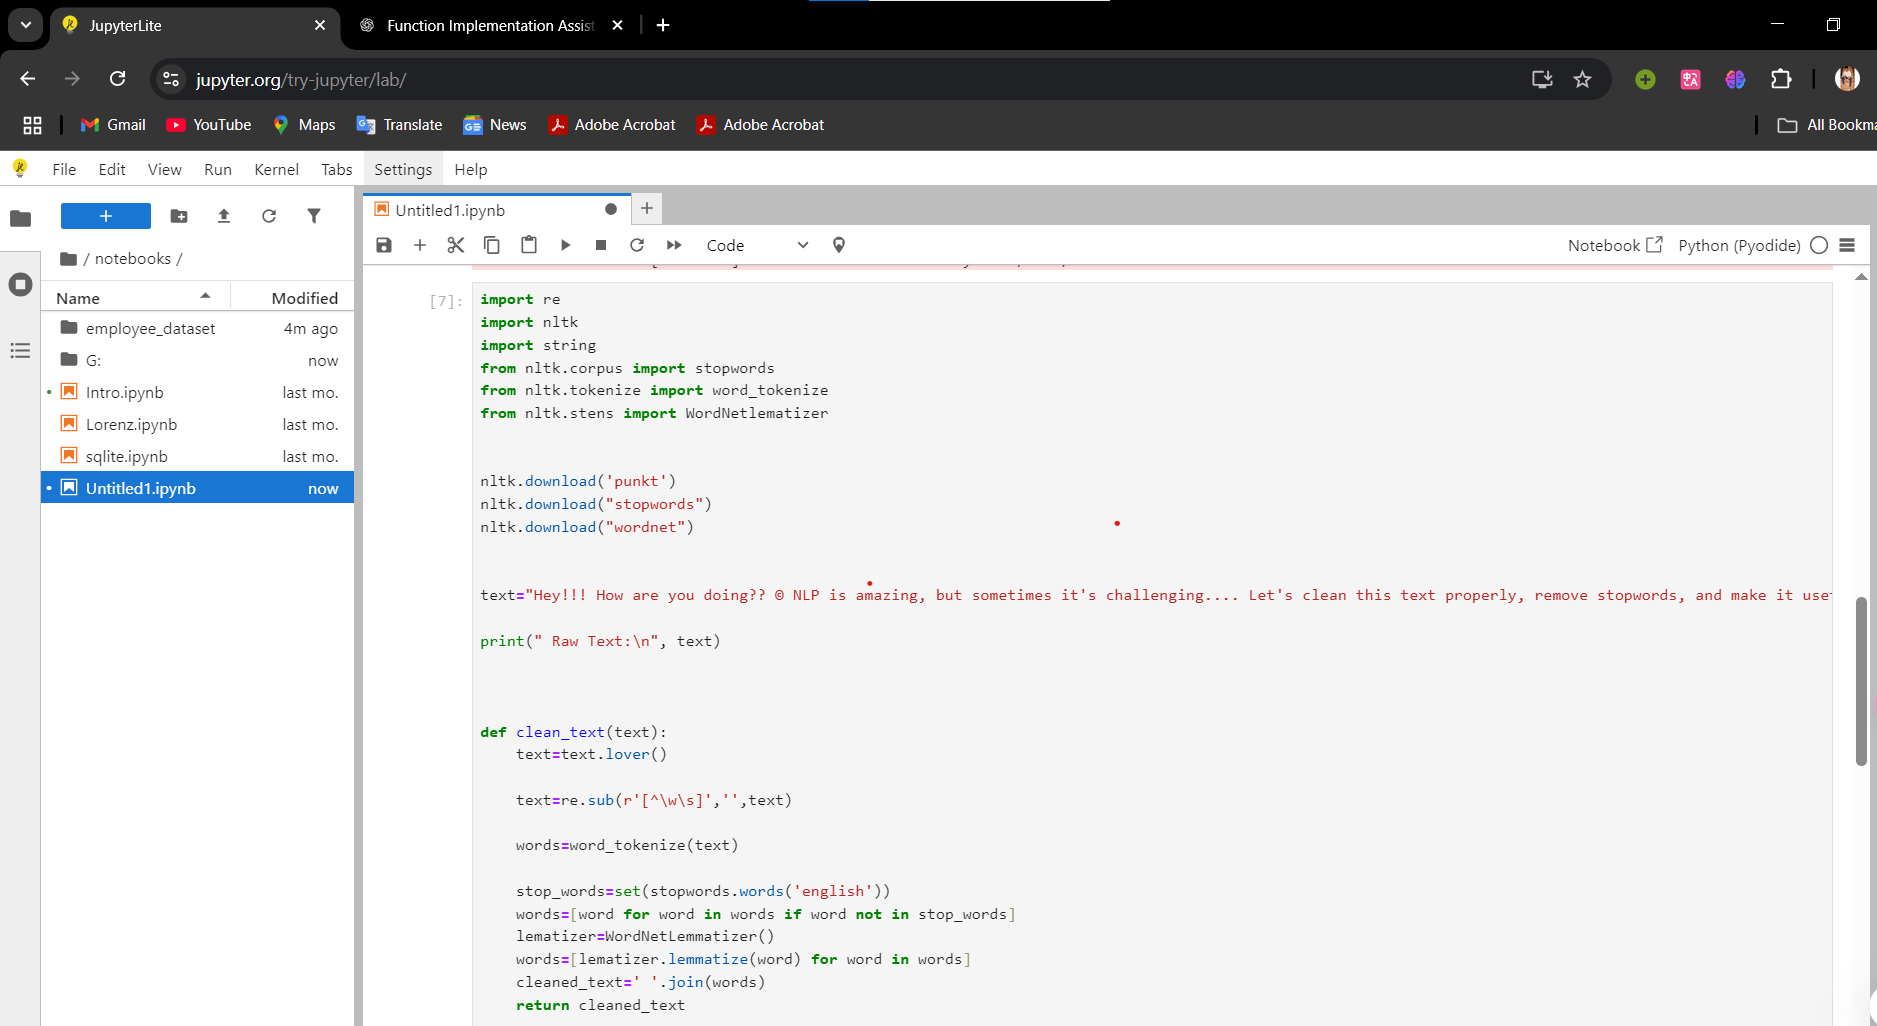 JupyterLite
Function Implementation Assis
jupyter.org/try-jupyter/lab/
Gmail
YouTube
Maps
Translate
News
Adobe Acrobat
Adobe Acrobat
All Bookma
File Edit View Run Kernel Tabs Settings Help
Untitled1.ipynb
Code
Notebook
Python (Pyodide)
/ notebooks /
Name Modified
employee_dataset 4m ago
G: now
Intro.ipynb last mo.
Lorenz.ipynb last mo.
sqlite.ipynb last mo.
Untitled1.ipynb now
[7]:
import re
import nltk
import string
from nltk.corpus import stopwords
from nltk.tokenize import word_tokenize
from nltk.stens import WordNetlematizer
nltk.download('punkt')
nltk.download("stopwords")
nltk.download("wordnet")
text="Hey!!! How are you doing?? © NLP is amazing, but sometimes it's challenging.... Let's clean this text properly, remove stopwords, and make it usef
print(" Raw Text:\n", text)
def clean_text(text):
    text=text.lover()
    text=re.sub(r'[^\w\s]','',text)
    words=word_tokenize(text)
    stop_words=set(stopwords.words('english'))
    words=[word for word in words if word not in stop_words]
    lematizer=WordNetLemmatizer()
    words=[lematizer.lemmatize(word) for word in words]
    cleaned_text=' '.join(words)
    return cleaned_text